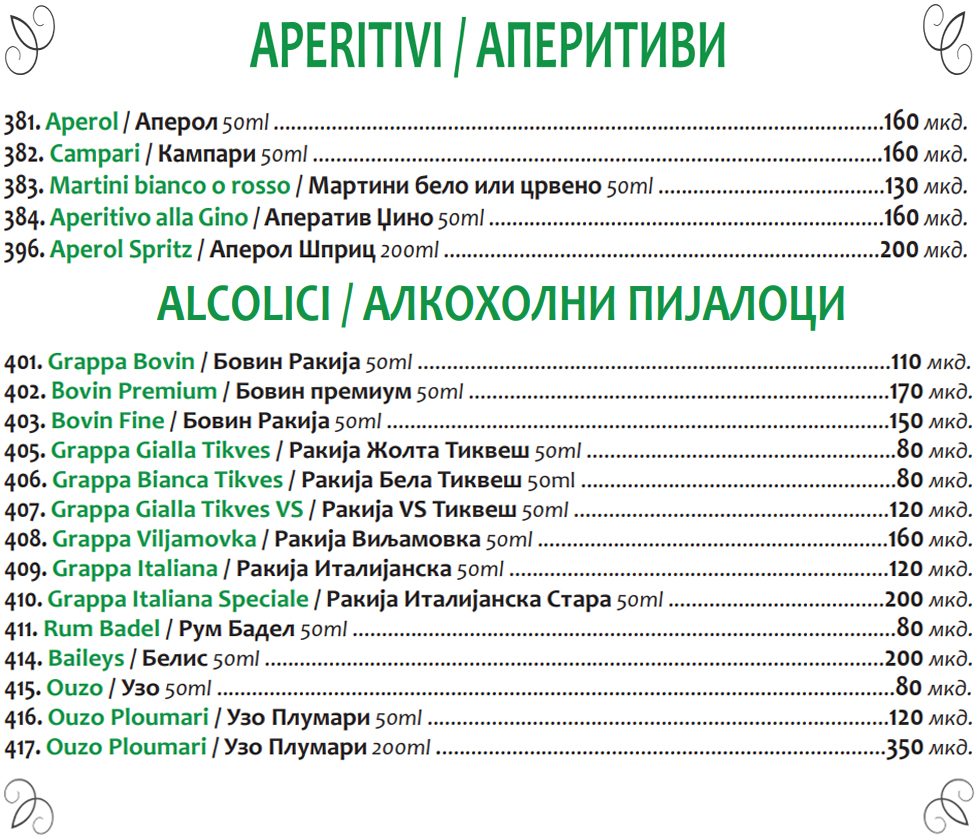 APERITIVI / АПЕРИТИВИ
381. Aperol / Аперол 50ml ........................................................................................................160 мкд.
382. Campari / Кампари 50ml ..................................................................................................160 мкд.
383. Martini bianco o rosso / Мартини бело или црвено 50ml .......................................130 мкд.
384. Aperitivo alla Gino / Аператив Џино 50ml ....................................................................160 мкд.
396. Aperol Spritz / Аперол Шприц 200ml ...........................................................................200 мкд.
ALCOLICI / АЛКОХОЛНИ ПИЈАЛОЦИ
401. Grappa Bovin / Бовин Ракија 50ml ................................................................................110 мкд.
402. Bovin Premium / Бовин премиум 50ml .......................................................................170 мкд.
403. Bovin Fine / Бовин Ракија 50ml .....................................................................................150 мкд.
405. Grappa Gialla Tikves / Ракија Жолта Тиквеш 50ml .....................................................80 мкд.
406. Grappa Bianca Tikves / Ракија Бела Тиквеш 50ml ......................................................80 мкд.
407. Grappa Gialla Tikves VS / Ракија VS Тиквеш 50ml ......................................................120 мкд.
408. Grappa Viljamovka / Ракија Виљамовка 50ml ............................................................160 мкд.
409. Grappa Italiana / Ракија Италијанска 50ml .................................................................120 мкд.
410. Grappa Italiana Speciale / Ракија Италијанска Стара 50ml .....................................200 мкд.
411. Rum Badel / Рум Бадел 50ml ............................................................................................80 мкд.
414. Baileys / Белис 50ml .........................................................................................................200 мкд.
415. Ouzo / Узо 50ml ...................................................................................................................80 мкд.
416. Ouzo Ploumari / Узо Плумари 50ml ..............................................................................120 мкд.
417. Ouzo Ploumari / Узо Плумари 200ml ............................................................................350 мкд.